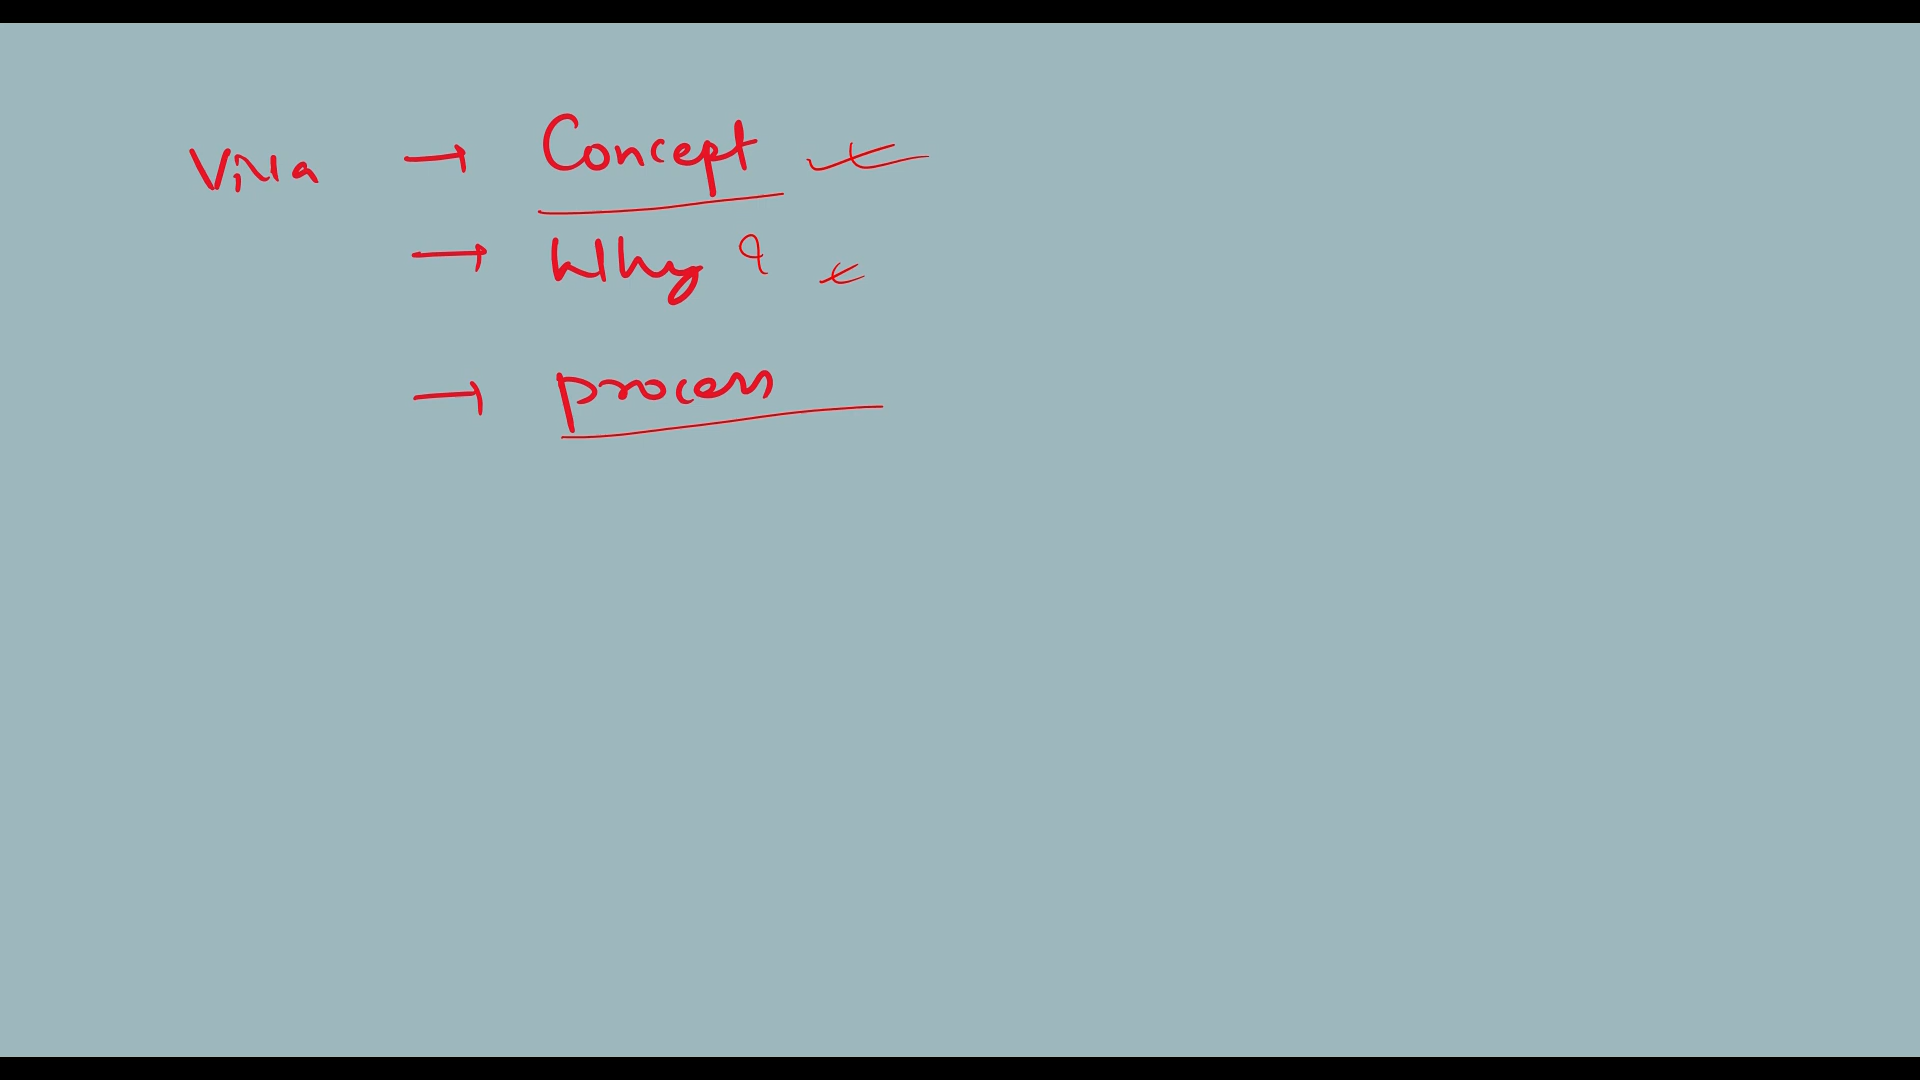 Villa → Concept
→ Why ?
→ process